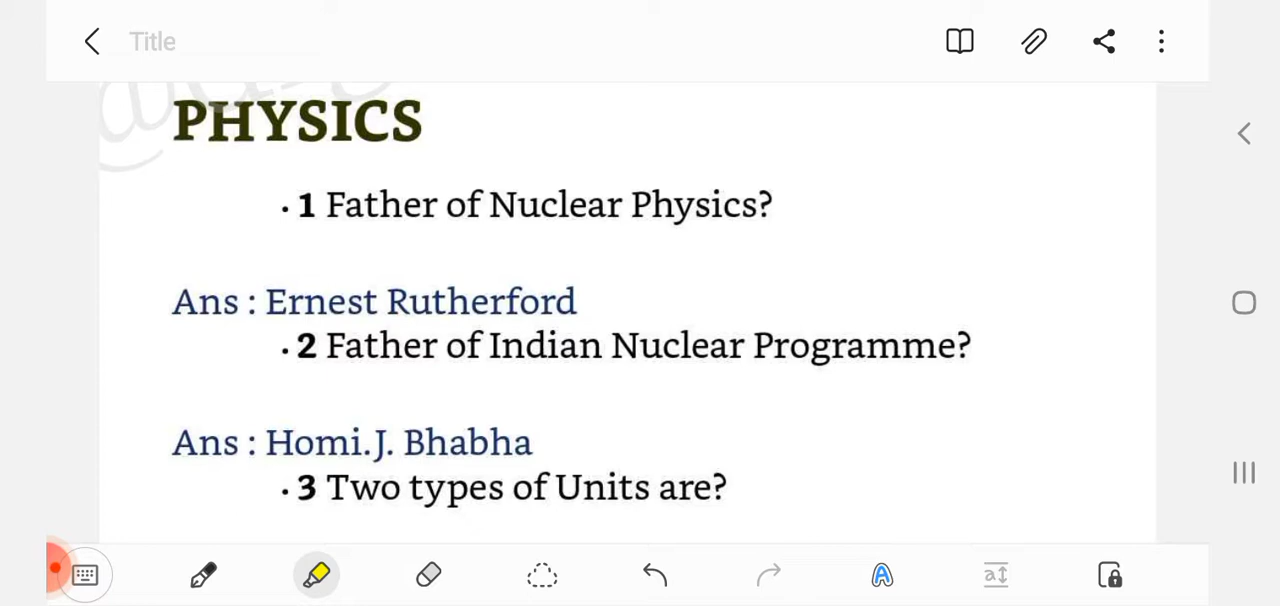 Title
PHYSICS
. 1 Father of Nuclear Physics?
Ans : Ernest Rutherford
. 2 Father of Indian Nuclear Programme?
Ans : Homi.J. Bhabha
. 3 Two types of Units are?